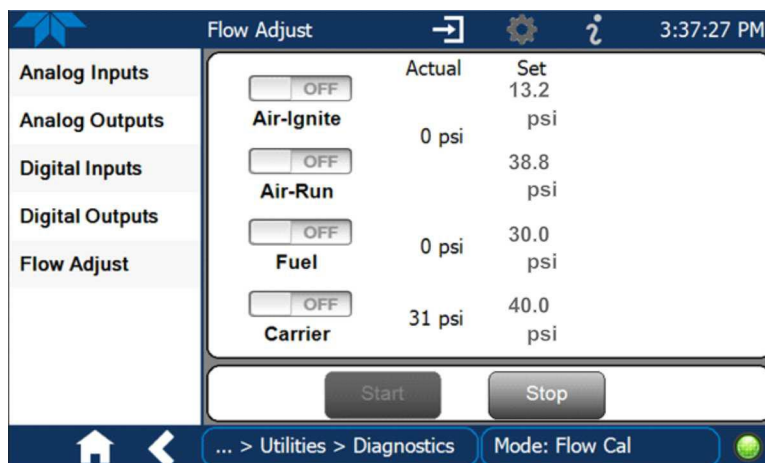 Flow Adjust
3:37:27 PM
Analog Inputs
Analog Outputs
Digital Inputs
Digital Outputs
Flow Adjust
Actual Set
OFF 13.2
Air-Ignite psi
0 psi
OFF 38.8
Air-Run psi
OFF 30.0
Fuel 0 psi psi
OFF 40.0
Carrier 31 psi psi
Start Stop
... > Utilities > Diagnostics Mode: Flow Cal